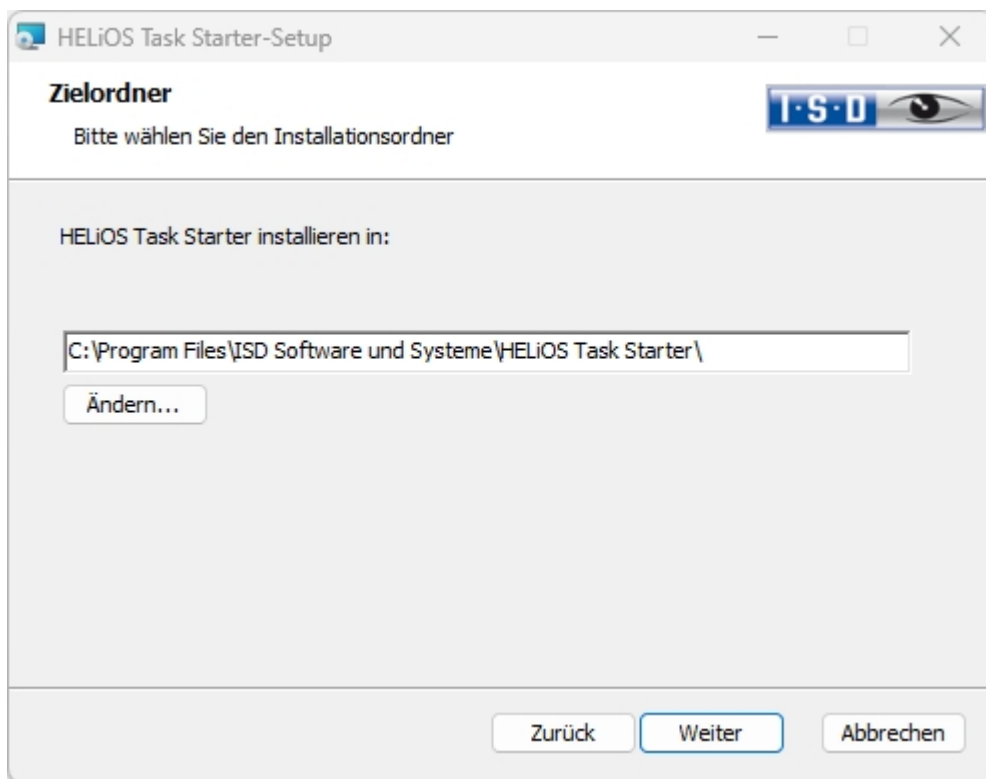 HELiOS Task Starter-Setup
Zielordner
Bitte wählen Sie den Installationsordner
I·S·D
HELiOS Task Starter installieren in:
C:\Program Files\ISD Software und Systeme\HELiOS Task Starter\
Ändern...
Zurück Weiter Abbrechen